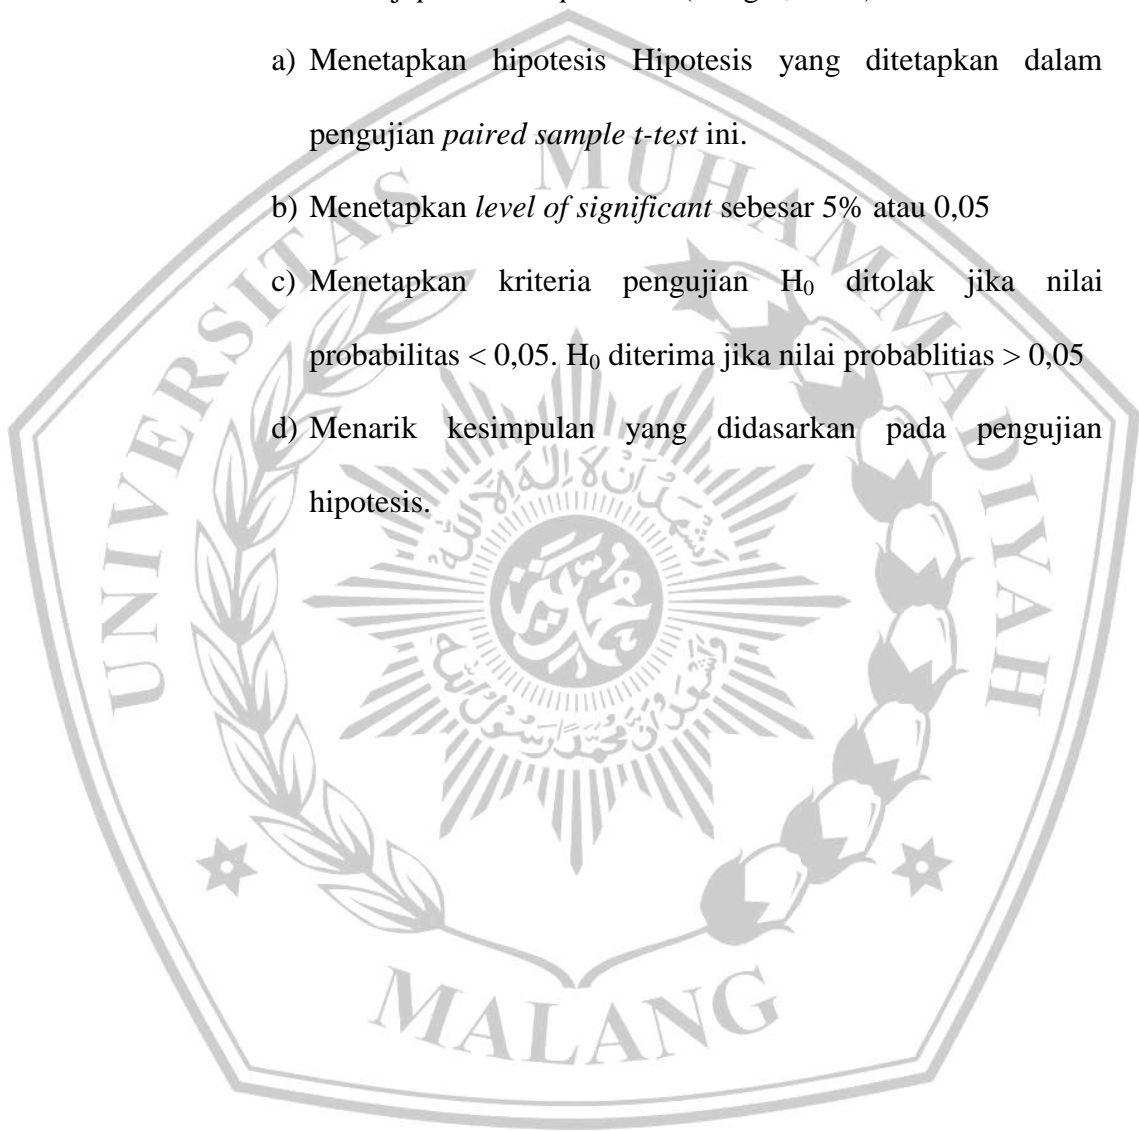 a) Menetapkan hipotesis Hipotesis yang ditetapkan dalam
pengujian paired sample t-test ini.
b) Menetapkan level of significant sebesar 5% atau 0,05
c) Menetapkan kriteria pengujian H₀ ditolak jika nilai
probabilitas < 0,05. H₀ diterima jika nilai probablitias > 0,05
d) Menarik kesimpulan yang didasarkan pada pengujian
hipotesis.
UNIVERSITAS MUHAMMADIYAH
MALANG